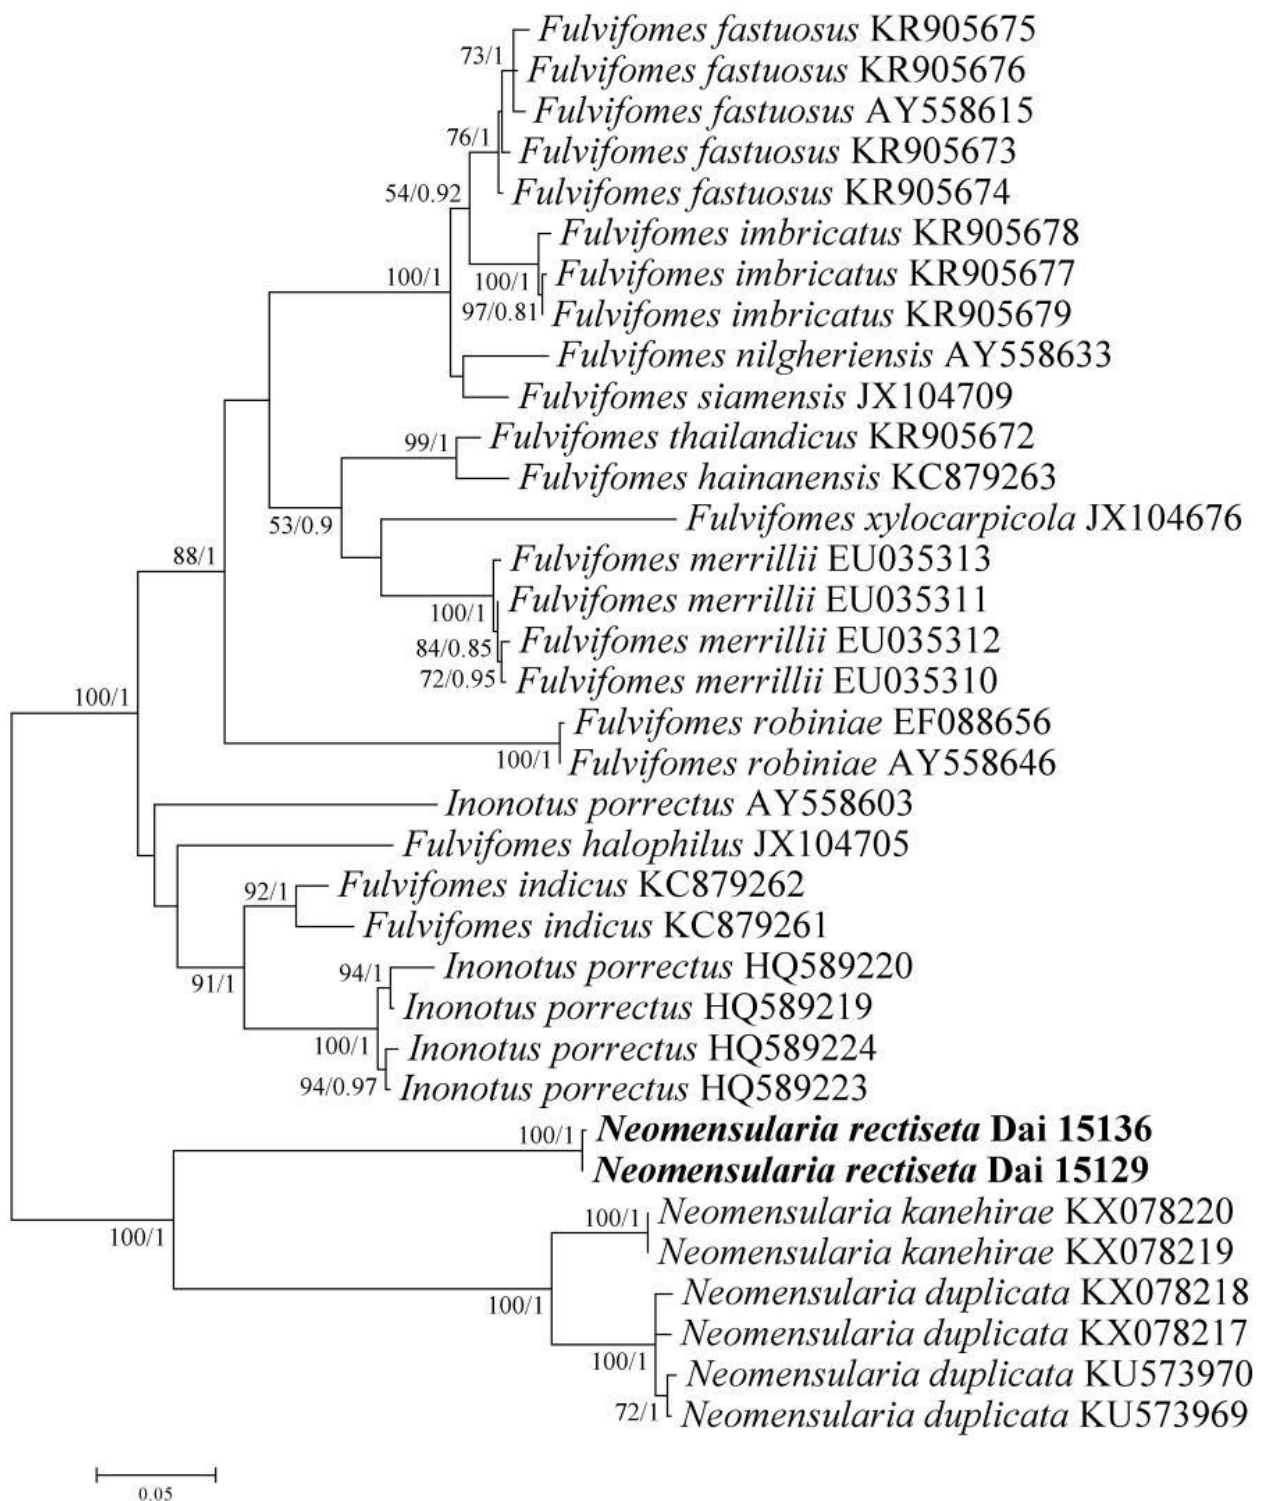 Fulvifomes fastuosus KR905675
73/1
Fulvifomes fastuosus KR905676
Fulvifomes fastuosus AY558615
76/1
Fulvifomes fastuosus KR905673
54/0.92
Fulvifomes fastuosus KR905674
Fulvifomes imbricatus KR905678
100/1
100/1
Fulvifomes imbricatus KR905677
97/0.81
Fulvifomes imbricatus KR905679
Fulvifomes nilgheriensis AY558633
Fulvifomes siamensis JX104709
99/1
Fulvifomes thailandicus KR905672
Fulvifomes hainanensis KC879263
53/0.9
Fulvifomes xylocarpicola JX104676
88/1
Fulvifomes merrillii EU035313
100/1
Fulvifomes merrillii EU035311
84/0.85
Fulvifomes merrillii EU035312
72/0.95
Fulvifomes merrillii EU035310
100/1
Fulvifomes robiniae EF088656
100/1
Fulvifomes robiniae AY558646
Inonotus porrectus AY558603
Fulvifomes halophilus JX104705
92/1
Fulvifomes indicus KC879262
Fulvifomes indicus KC879261
91/1
94/1
Inonotus porrectus HQ589220
Inonotus porrectus HQ589219
100/1
Inonotus porrectus HQ589224
94/0.97
Inonotus porrectus HQ589223
100/1
Neomensularia rectiseta Dai 15136
Neomensularia rectiseta Dai 15129
100/1
100/1
Neomensularia kanehirae KX078220
Neomensularia kanehirae KX078219
100/1
Neomensularia duplicata KX078218
Neomensularia duplicata KX078217
100/1
Neomensularia duplicata KU573970
72/1
Neomensularia duplicata KU573969
0.05